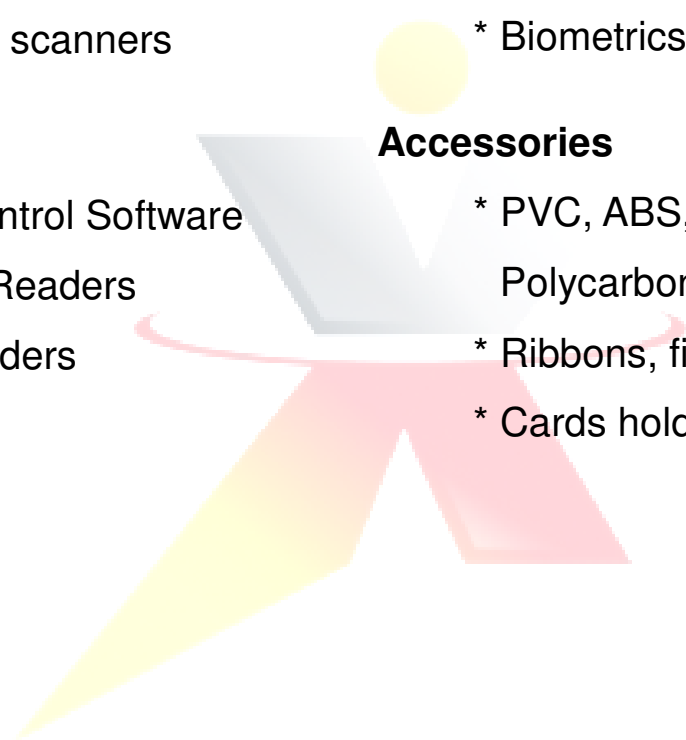 scanners
* Biometrics
Accessories
ntrol Software
* PVC, ABS,
Readers
Polycarbon
ders
* Ribbons, fi
* Cards hold